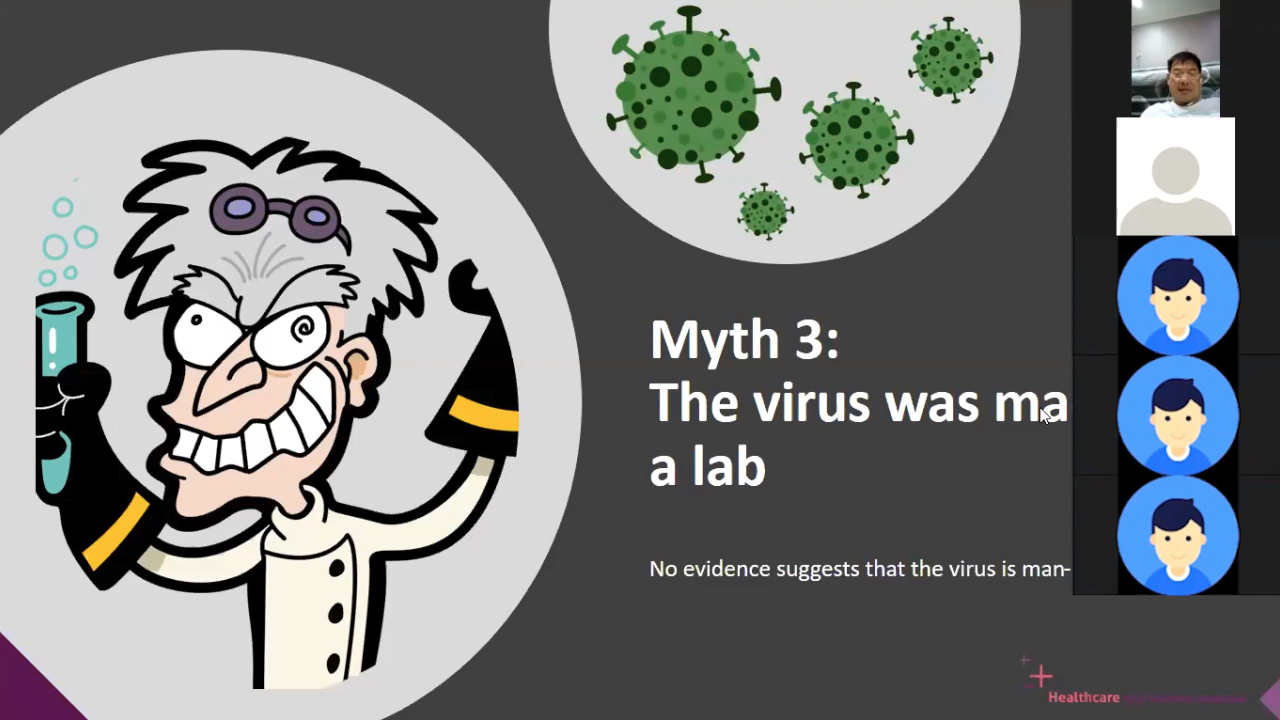 Myth 3:
The virus was ma
a lab
No evidence suggests that the virus is man-
Healthcare